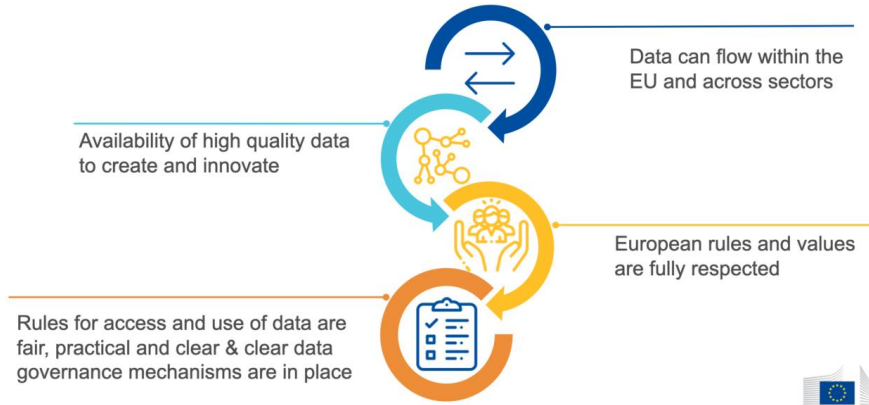 Data can flow within the
EU and across sectors
Availability of high quality data
to create and innovate
European rules and values
are fully respected
Rules for access and use of data are
fair, practical and clear & clear data
governance mechanisms are in place